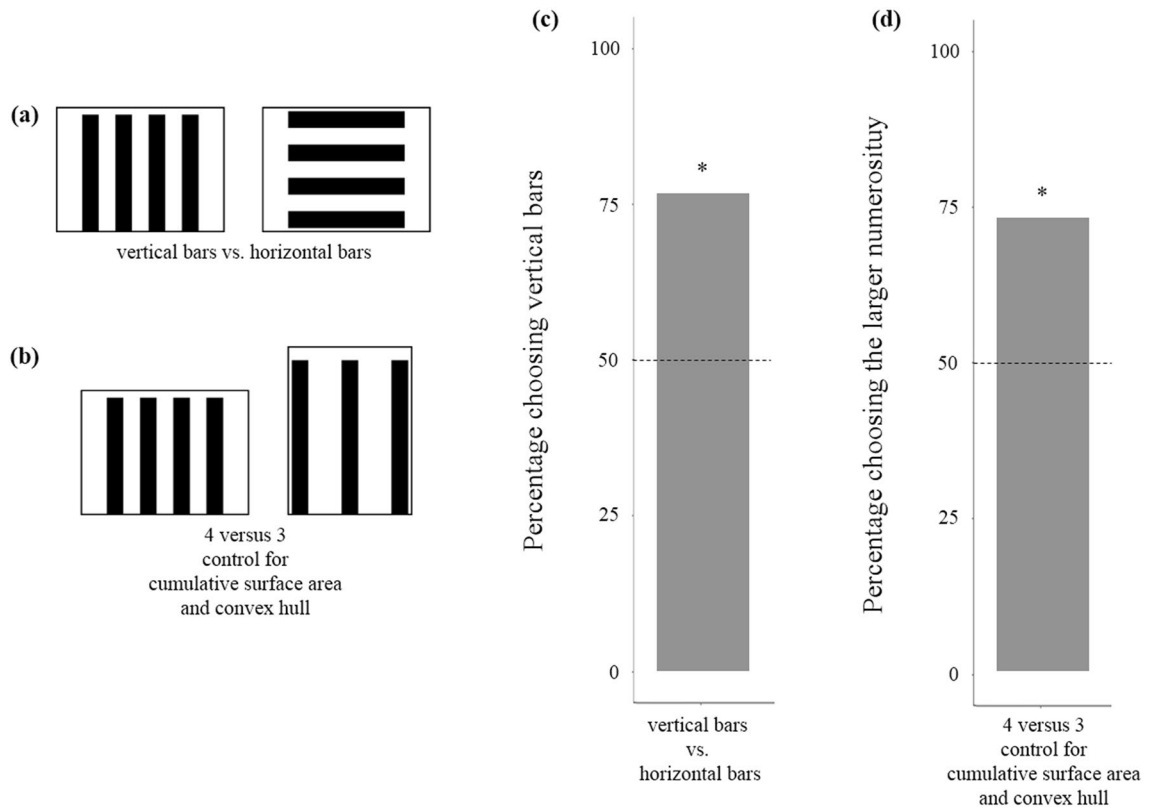 (a)
vertical bars vs. horizontal bars
(b)
4 versus 3
control for
cumulative surface area
and convex hull
(c)
Percentage choosing vertical bars
100
75
50
25
0
*
vertical bars
vs.
horizontal bars
(d)
Percentage choosing the larger numerosituy
100
75
50
25
0
*
4 versus 3
control for
cumulative surface area
and convex hull